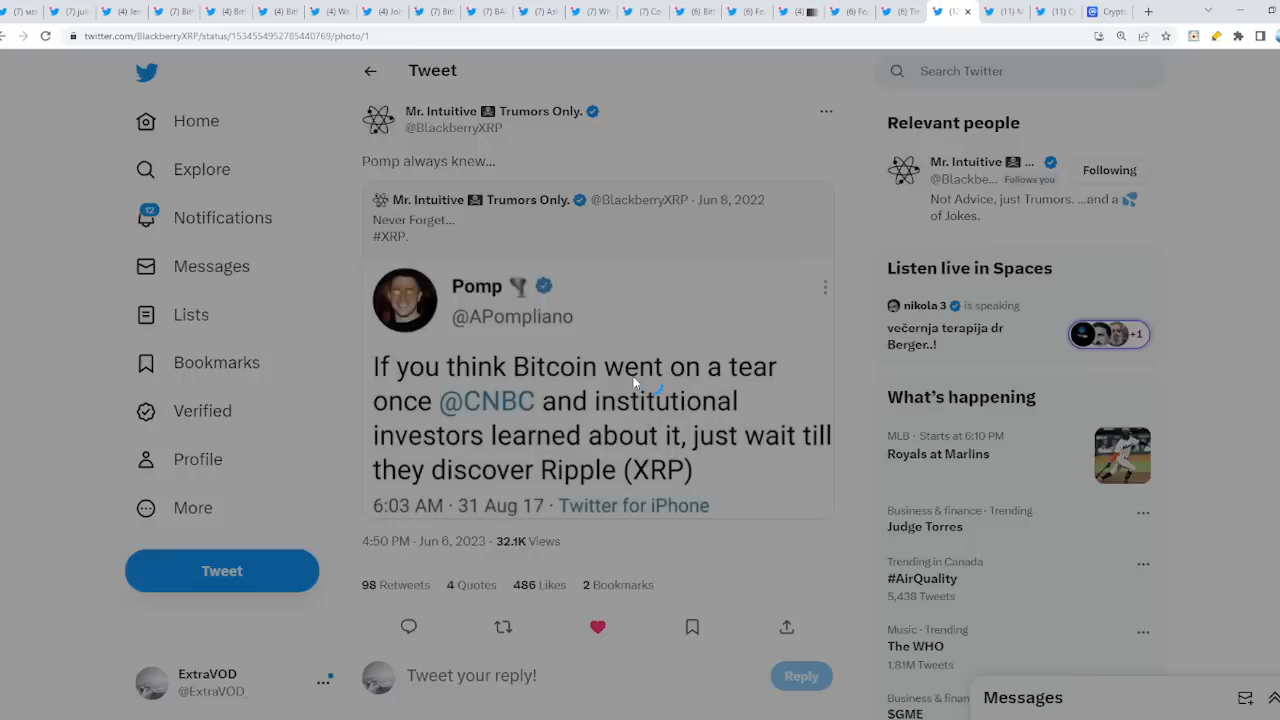 twitter.com/BlackberryXRP/status/1534554952785440769/photo/1
Home
Explore
12
Notifications
Messages
Lists
Bookmarks
Verified
Profile
More
Tweet
ExtraVOD
@ExtraVOD_
Tweet
Mr. Intuitive Trumors Only.
@BlackberryXRP
Pomp always knew...
Mr. Intuitive Trumors Only. @BlackberryXRP · Jun 8, 2022
Never Forget...
#XRP.
Pomp
@APompliano
If you think Bitcoin went on a tear
once @CNBC and institutional
investors learned about it, just wait till
they discover Ripple (XRP)
6:03 AM · 31 Aug 17 · Twitter for iPhone
4:50 PM · Jun 6, 2023 · 32.1K Views
98 Retweets 4 Quotes 486 Likes 2 Bookmarks
Tweet your reply!
Reply
Search Twitter
Relevant people
Mr. Intuitive ...
@Blackbe... Follows you
Following
Not Advice, just Trumors. ...and a
of Jokes.
Listen live in Spaces
nikola 3 is speaking
večernja terapija dr
Berger..!
+1
What's happening
MLB · Starts at 6:10 PM
Royals at Marlins
Business & finance · Trending
Judge Torres
Trending in Canada
#AirQuality
5,438 Tweets
Music · Trending
The WHO
1.81M Tweets
Business & finan
$GME
Messages